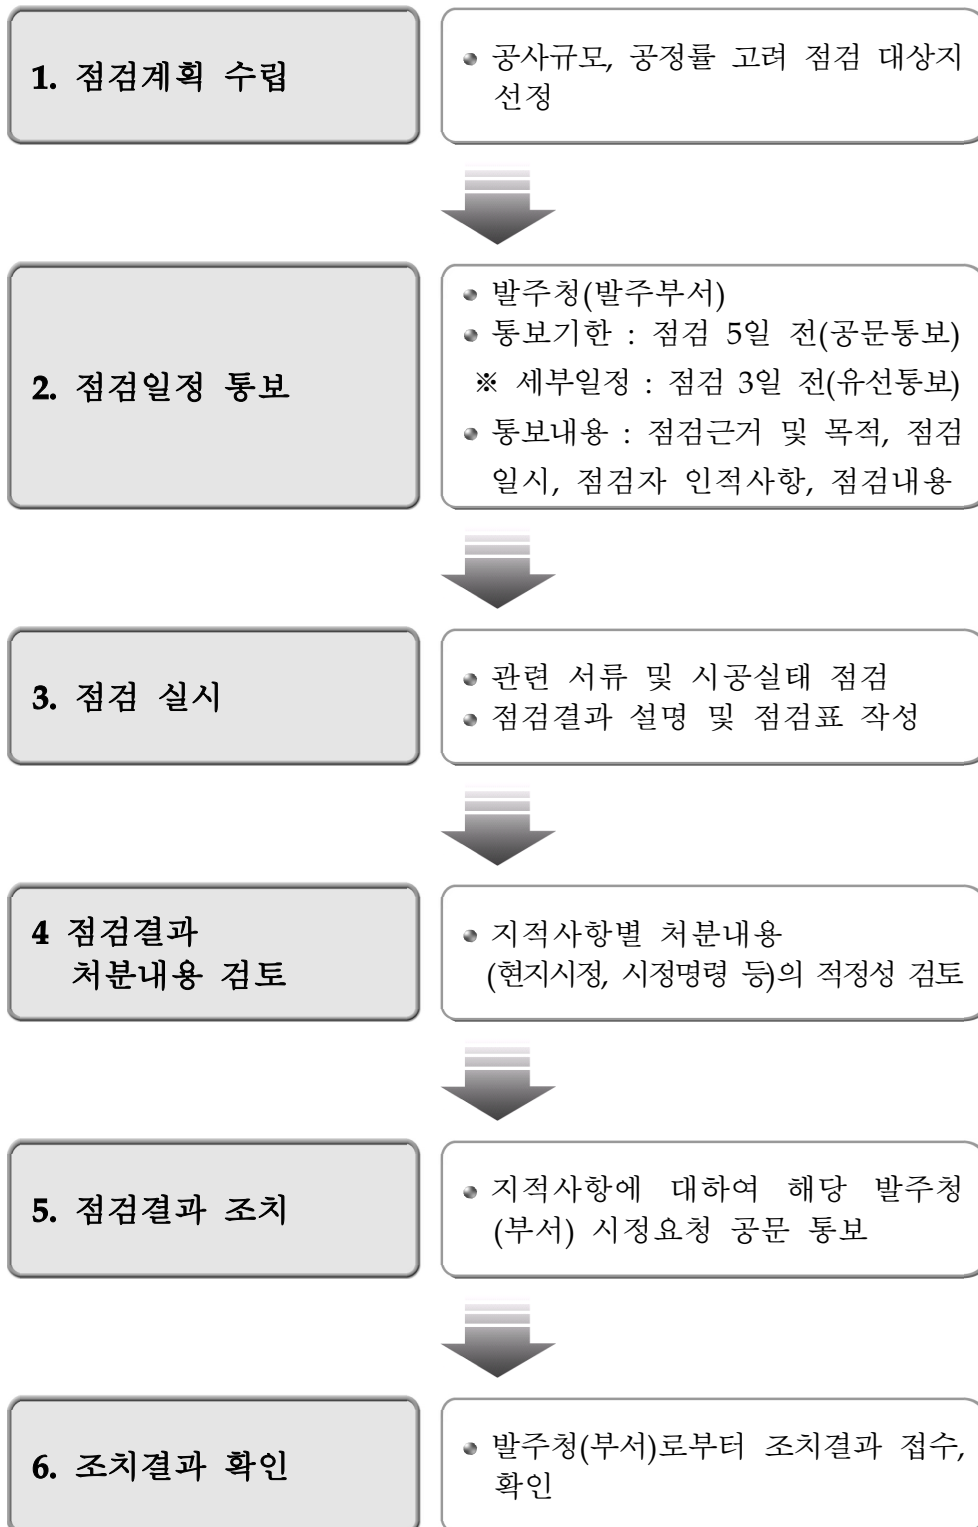 1. 점검계획 수립
공사규모, 공정률 고려 점검 대상지
선정
2. 점검일정 통보
발주청(발주부서)
통보기한 : 점검 5일 전(공문통보)
※ 세부일정 : 점검 3일 전(유선통보)
통보내용 : 점검근거 및 목적, 점검
일시, 점검자 인적사항, 점검내용
3. 점검 실시
관련 서류 및 시공실태 점검
점검결과 설명 및 점검표 작성
4 점검결과
처분내용 검토
지적사항별 처분내용
(현지시정, 시정명령 등)의 적정성 검토
5. 점검결과 조치
지적사항에 대하여 해당 발주청
(부서) 시정요청 공문 통보
6. 조치결과 확인
발주청(부서)로부터 조치결과 접수,
확인